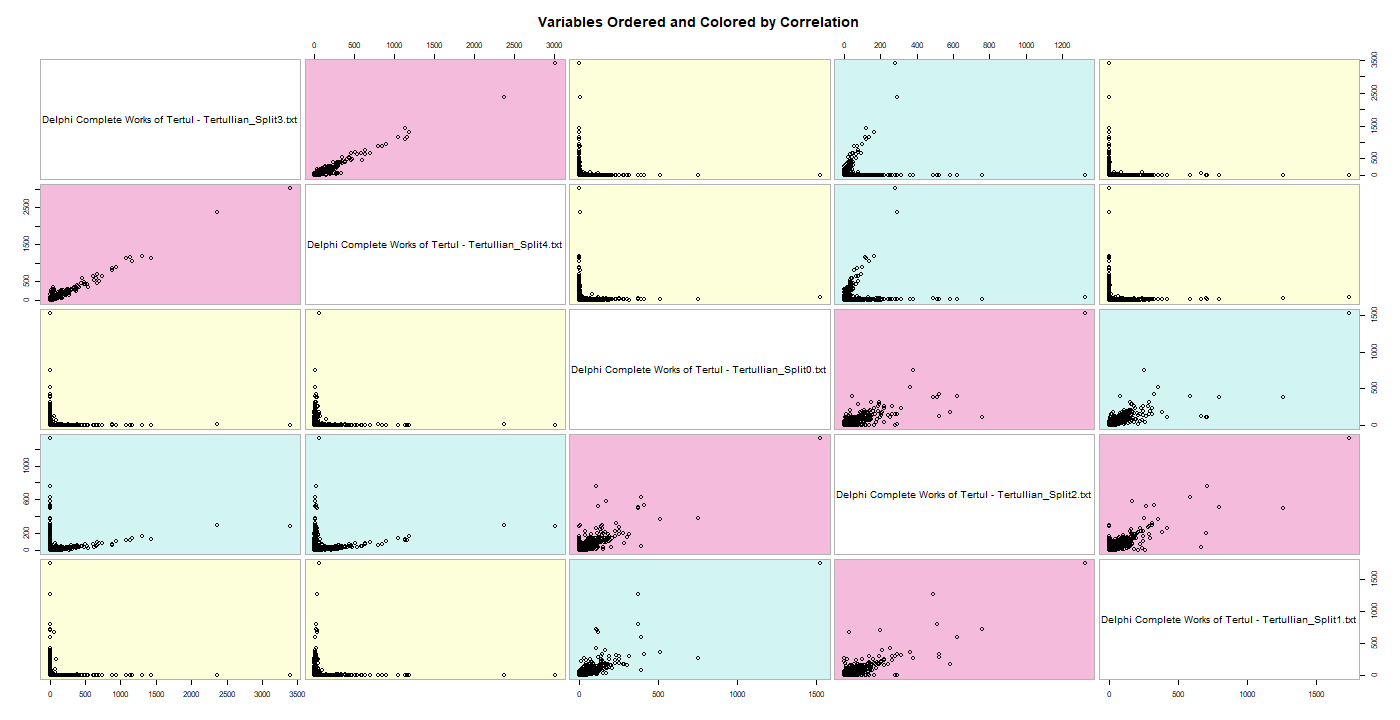 Variables Ordered and Colored by Correlation
0 500 1000 1500 2000 2500 3000
0 200 400 600 800 1000 1200
Delphi Complete Works of Tertul - Tertullian_Split3.txt
0 500 1500 2500 3500
0 500 1500 2500
Delphi Complete Works of Tertul - Tertullian_Split4.txt
Delphi Complete Works of Tertul - Tertullian_Split0.txt
0 500 1000 1500
0 200 600 1000
Delphi Complete Works of Tertul - Tertullian_Split2.txt
Delphi Complete Works of Tertul - Tertullian_Split1.txt
0 500 1000 1500
0 500 1000 1500 2000 2500 3000 3500
0 500 1000 1500
0 500 1000 1500